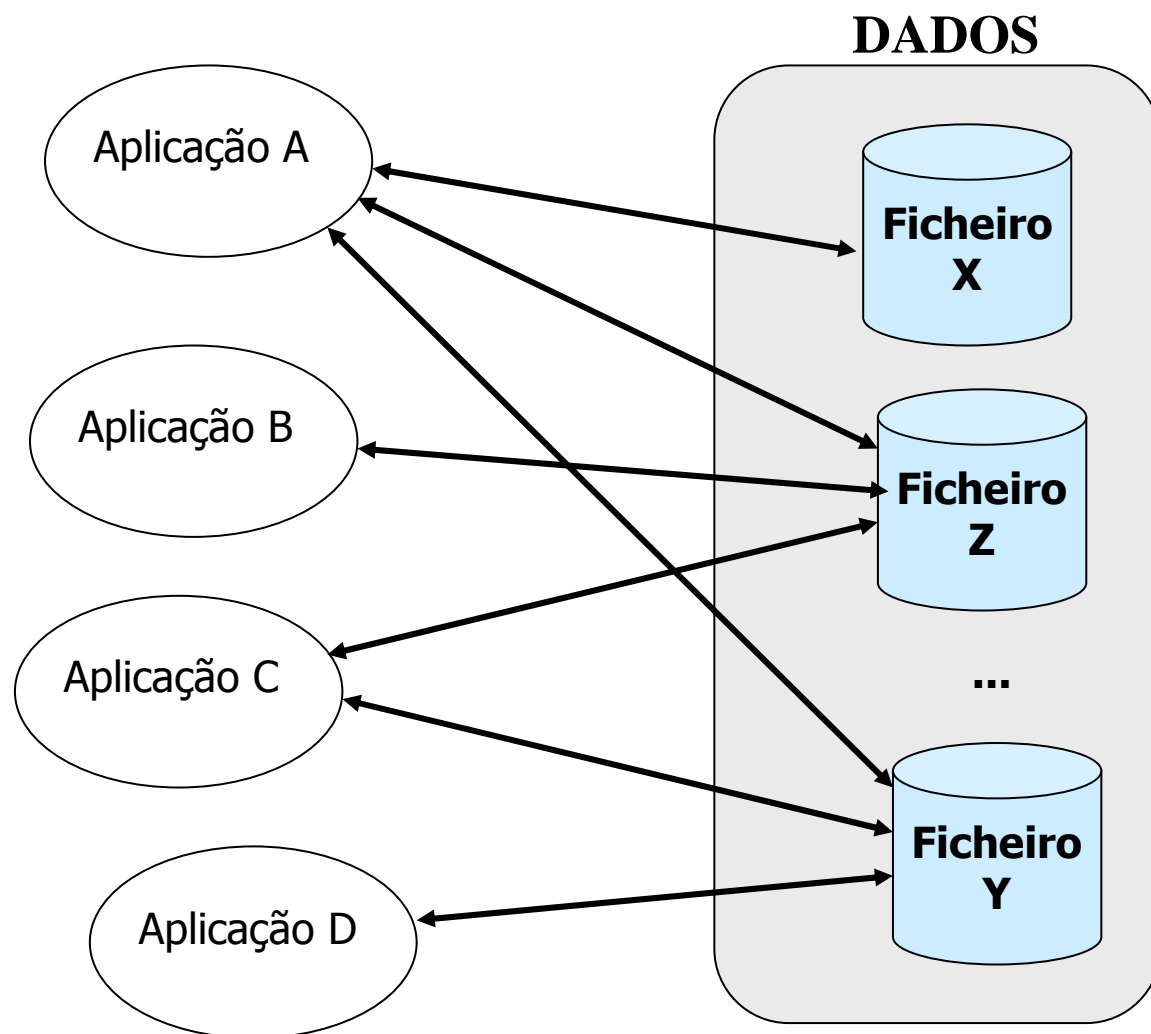 DADOS
Aplicação A
Ficheiro
X
Aplicação B
Ficheiro
Z
Aplicação C
...
Ficheiro
Y
Aplicação D